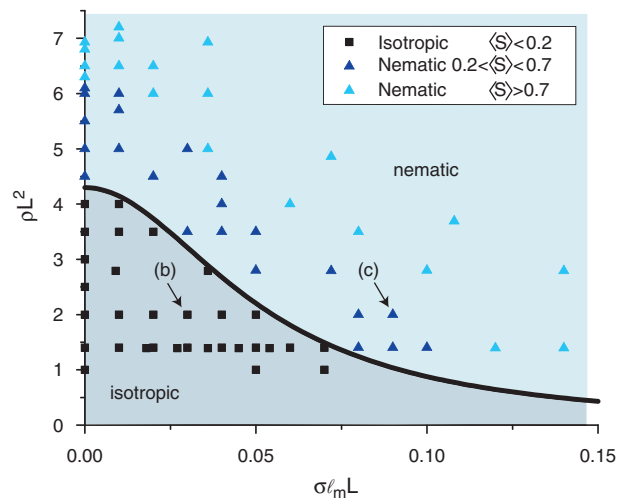 7
6
5
4
3
2
1
0
ρL²
Isotropic ⟨S⟩<0.2
Nematic 0.2<⟨S⟩<0.7
Nematic ⟨S⟩>0.7
nematic
(b)
(c)
isotropic
0.00
0.05
0.10
0.15
σℓₘL